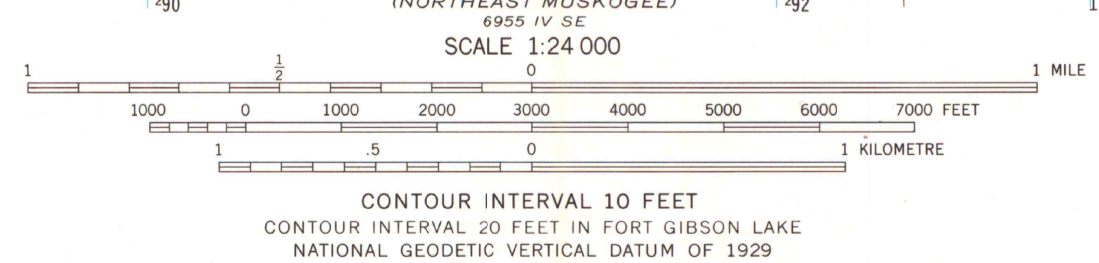 ²90 (NORTHEAST MUSKOGEE) ²92
6955 IV SE
SCALE 1:24 000
1 1/2 0 1 MILE
1000 0 1000 2000 3000 4000 5000 6000 7000 FEET
1 .5 0 1 KILOMETRE
CONTOUR INTERVAL 10 FEET
CONTOUR INTERVAL 20 FEET IN FORT GIBSON LAKE
NATIONAL GEODETIC VERTICAL DATUM OF 1929